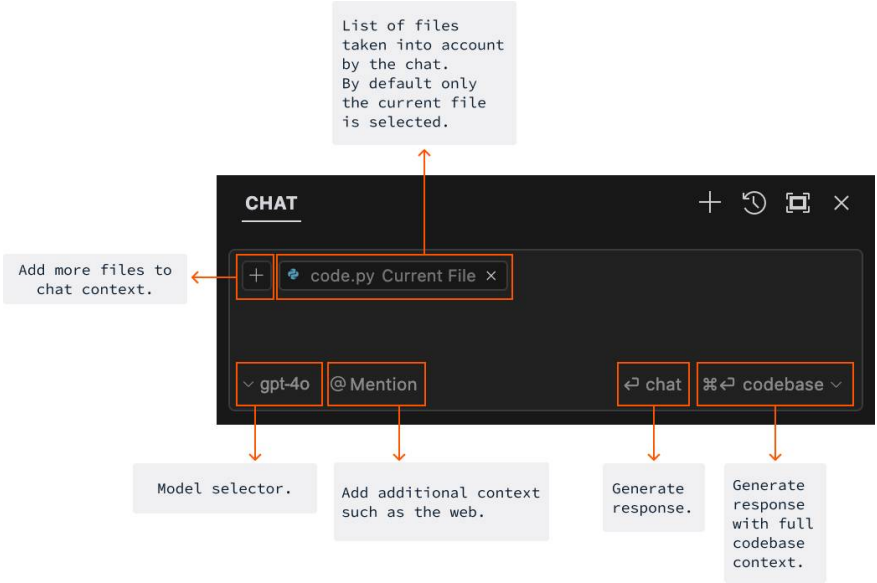 List of files
taken into account
by the chat.
By default only
the current file
is selected.
CHAT
Add more files to
chat context.
code.py Current File
gpt-4o
@ Mention
chat
⌘ codebase
Model selector.
Add additional context
such as the web.
Generate
response.
Generate
response
with full
codebase
context.